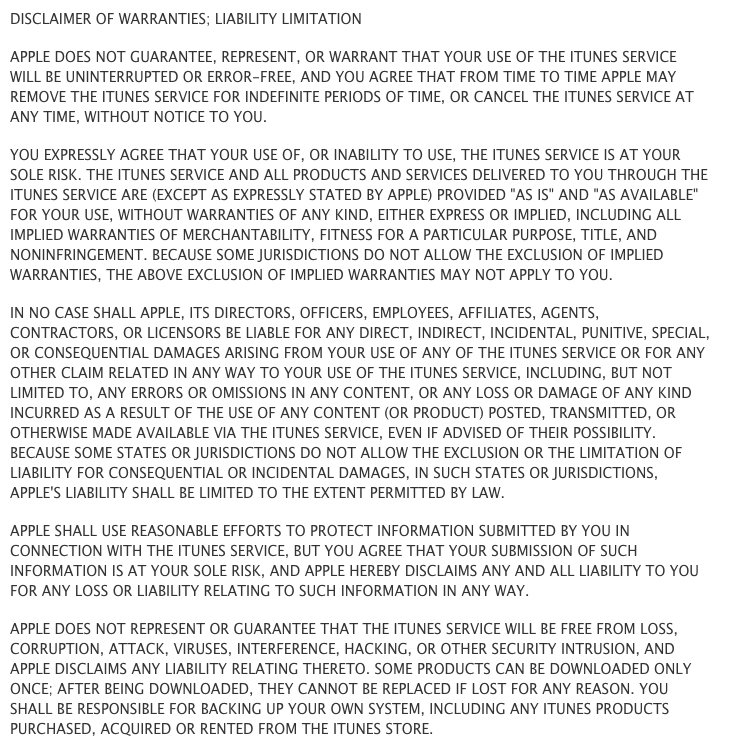 DISCLAIMER OF WARRANTIES; LIABILITY LIMITATION
APPLE DOES NOT GUARANTEE, REPRESENT, OR WARRANT THAT YOUR USE OF THE ITUNES SERVICE
WILL BE UNINTERRUPTED OR ERROR-FREE, AND YOU AGREE THAT FROM TIME TO TIME APPLE MAY
REMOVE THE ITUNES SERVICE FOR INDEFINITE PERIODS OF TIME, OR CANCEL THE ITUNES SERVICE AT
ANY TIME, WITHOUT NOTICE TO YOU.
YOU EXPRESSLY AGREE THAT YOUR USE OF, OR INABILITY TO USE, THE ITUNES SERVICE IS AT YOUR
SOLE RISK. THE ITUNES SERVICE AND ALL PRODUCTS AND SERVICES DELIVERED TO YOU THROUGH THE
ITUNES SERVICE ARE (EXCEPT AS EXPRESSLY STATED BY APPLE) PROVIDED "AS IS" AND "AS AVAILABLE"
FOR YOUR USE, WITHOUT WARRANTIES OF ANY KIND, EITHER EXPRESS OR IMPLIED, INCLUDING ALL
IMPLIED WARRANTIES OF MERCHANTABILITY, FITNESS FOR A PARTICULAR PURPOSE, TITLE, AND
NONINFRINGEMENT. BECAUSE SOME JURISDICTIONS DO NOT ALLOW THE EXCLUSION OF IMPLIED
WARRANTIES, THE ABOVE EXCLUSION OF IMPLIED WARRANTIES MAY NOT APPLY TO YOU.
IN NO CASE SHALL APPLE, ITS DIRECTORS, OFFICERS, EMPLOYEES, AFFILIATES, AGENTS,
CONTRACTORS, OR LICENSORS BE LIABLE FOR ANY DIRECT, INDIRECT, INCIDENTAL, PUNITIVE, SPECIAL,
OR CONSEQUENTIAL DAMAGES ARISING FROM YOUR USE OF ANY OF THE ITUNES SERVICE OR FOR ANY
OTHER CLAIM RELATED IN ANY WAY TO YOUR USE OF THE ITUNES SERVICE, INCLUDING, BUT NOT
LIMITED TO, ANY ERRORS OR OMISSIONS IN ANY CONTENT, OR ANY LOSS OR DAMAGE OF ANY KIND
INCURRED AS A RESULT OF THE USE OF ANY CONTENT (OR PRODUCT) POSTED, TRANSMITTED, OR
OTHERWISE MADE AVAILABLE VIA THE ITUNES SERVICE, EVEN IF ADVISED OF THEIR POSSIBILITY.
BECAUSE SOME STATES OR JURISDICTIONS DO NOT ALLOW THE EXCLUSION OR THE LIMITATION OF
LIABILITY FOR CONSEQUENTIAL OR INCIDENTAL DAMAGES, IN SUCH STATES OR JURISDICTIONS,
APPLE'S LIABILITY SHALL BE LIMITED TO THE EXTENT PERMITTED BY LAW.
APPLE SHALL USE REASONABLE EFFORTS TO PROTECT INFORMATION SUBMITTED BY YOU IN
CONNECTION WITH THE ITUNES SERVICE, BUT YOU AGREE THAT YOUR SUBMISSION OF SUCH
INFORMATION IS AT YOUR SOLE RISK, AND APPLE HEREBY DISCLAIMS ANY AND ALL LIABILITY TO YOU
FOR ANY LOSS OR LIABILITY RELATING TO SUCH INFORMATION IN ANY WAY.
APPLE DOES NOT REPRESENT OR GUARANTEE THAT THE ITUNES SERVICE WILL BE FREE FROM LOSS,
CORRUPTION, ATTACK, VIRUSES, INTERFERENCE, HACKING, OR OTHER SECURITY INTRUSION, AND
APPLE DISCLAIMS ANY LIABILITY RELATING THERETO. SOME PRODUCTS CAN BE DOWNLOADED ONLY
ONCE; AFTER BEING DOWNLOADED, THEY CANNOT BE REPLACED IF LOST FOR ANY REASON. YOU
SHALL BE RESPONSIBLE FOR BACKING UP YOUR OWN SYSTEM, INCLUDING ANY ITUNES PRODUCTS
PURCHASED, ACQUIRED OR RENTED FROM THE ITUNES STORE.